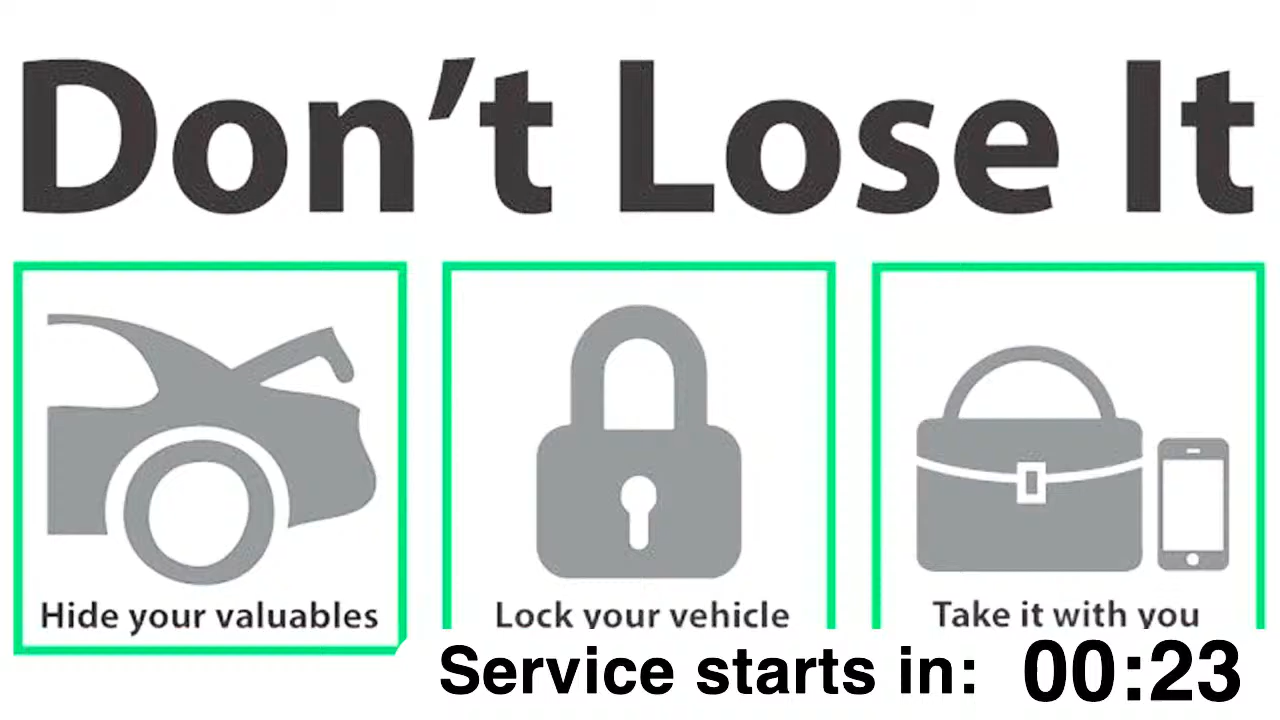 Don't Lose It
Hide your valuables
Lock your vehicle
Take it with you
Service starts in: 00:23